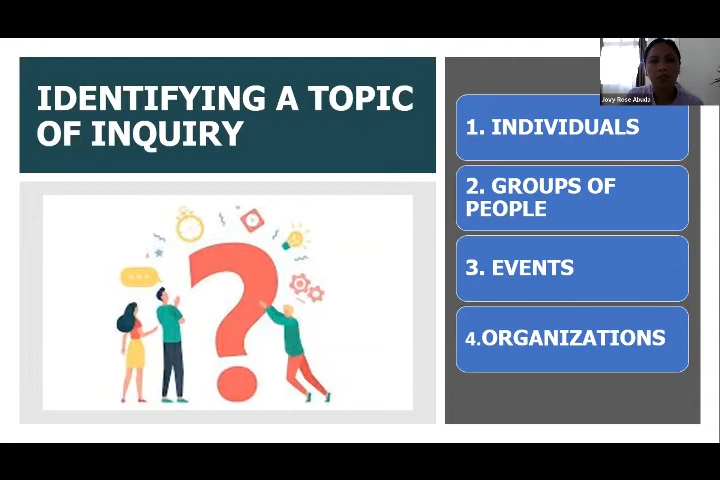 IDENTIFYING A TOPIC
OF INQUIRY
Jovy Rose Abuda
1. INDIVIDUALS
2. GROUPS OF
PEOPLE
3. EVENTS
4.ORGANIZATIONS